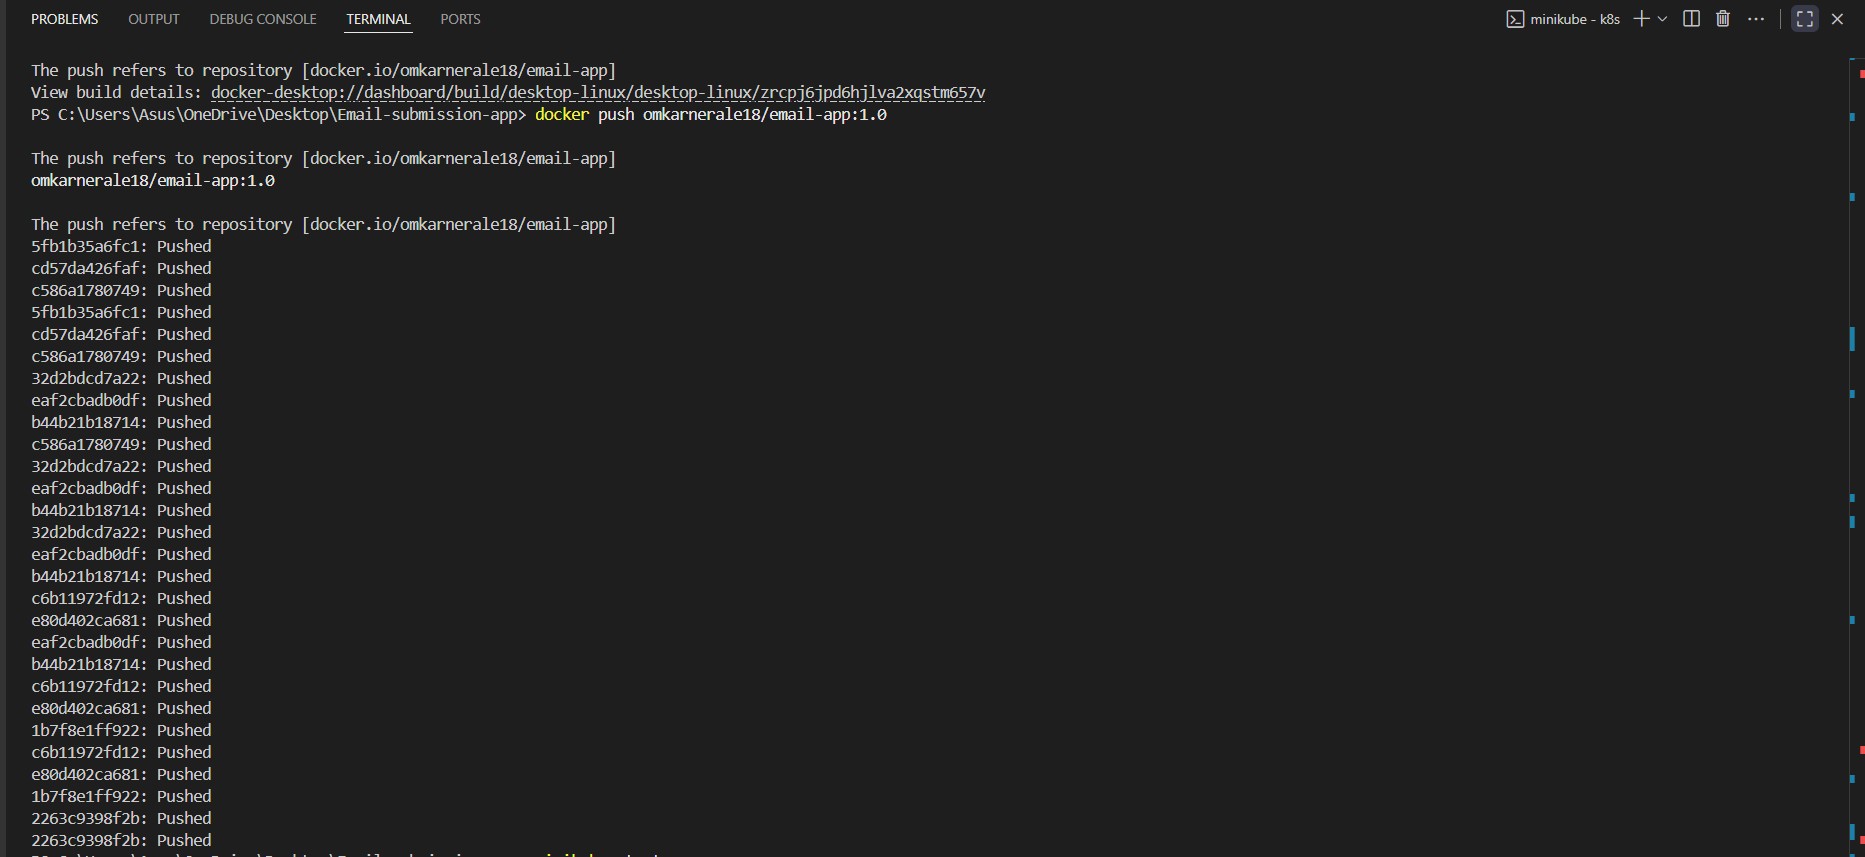 PROBLEMS OUTPUT DEBUG CONSOLE TERMINAL PORTS minikube - k8s
The push refers to repository [docker.io/omkarnerale18/email-app]
View build details: docker-desktop://dashboard/build/desktop-linux/desktop-linux/zrcpj6jpd6hjlva2xqstm657v
PS C:\Users\Asus\OneDrive\Desktop\Email-submission-app> docker push omkarnerale18/email-app:1.0
The push refers to repository [docker.io/omkarnerale18/email-app]
omkarnerale18/email-app:1.0
The push refers to repository [docker.io/omkarnerale18/email-app]
5fb1b35a6fc1: Pushed
cd57da426faf: Pushed
c586a1780749: Pushed
5fb1b35a6fc1: Pushed
cd57da426faf: Pushed
c586a1780749: Pushed
32d2bdcd7a22: Pushed
eaf2cbadb0df: Pushed
b44b21b18714: Pushed
c586a1780749: Pushed
32d2bdcd7a22: Pushed
eaf2cbadb0df: Pushed
b44b21b18714: Pushed
32d2bdcd7a22: Pushed
eaf2cbadb0df: Pushed
b44b21b18714: Pushed
c6b11972fd12: Pushed
e80d402ca681: Pushed
eaf2cbadb0df: Pushed
b44b21b18714: Pushed
c6b11972fd12: Pushed
e80d402ca681: Pushed
1b7f8e1ff922: Pushed
c6b11972fd12: Pushed
e80d402ca681: Pushed
1b7f8e1ff922: Pushed
2263c9398f2b: Pushed
2263c9398f2b: Pushed